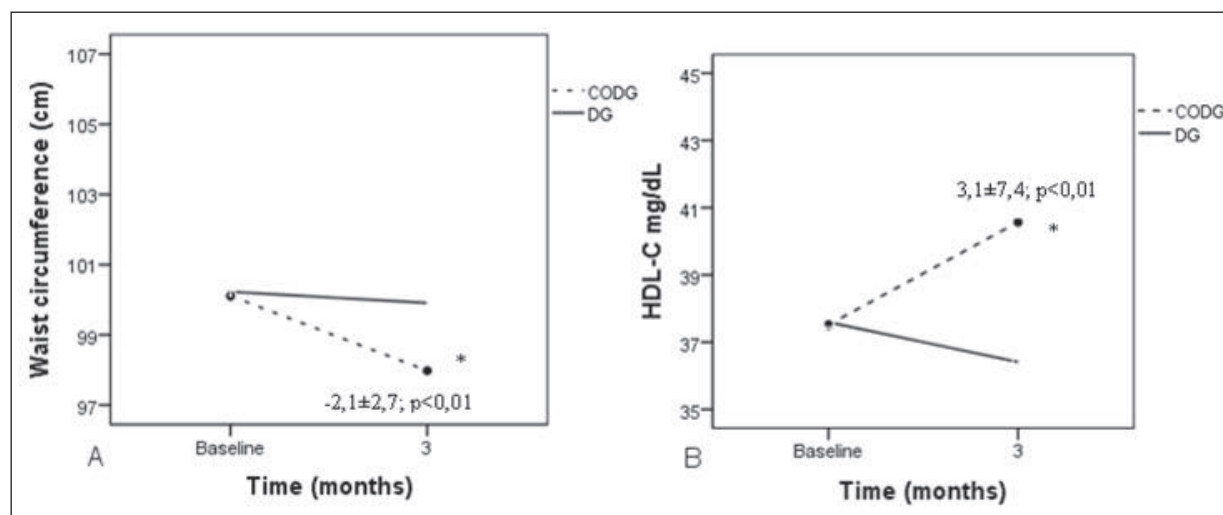 107
105
103
101
99
97
Waist circumference (cm)
CODG
DG
*
-2,1±2,7; p<0,01
Baseline
3
A
Time (months)
45
43
41
39
37
35
HDL-C mg/dL
CODG
DG
3,1±7,4; p<0,01
*
Baseline
3
B
Time (months)